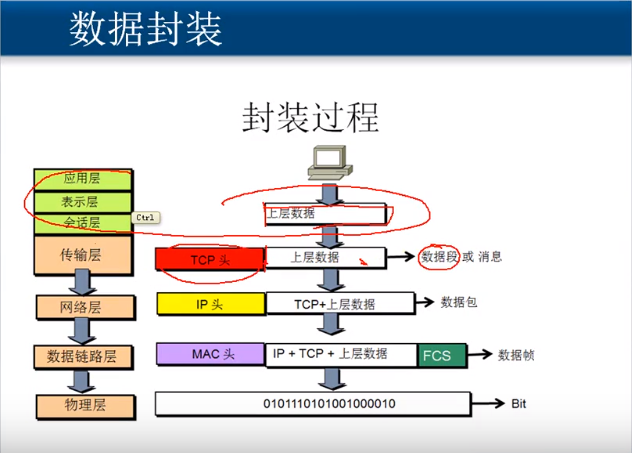 数据封装
封装过程
应用层
表示层
会话层
Ctrl
上层数据
传输层
TCP 头
上层数据
数据段 或 消息
网络层
IP 头
TCP+上层数据
数据包
数据链路层
MAC 头
IP + TCP + 上层数据
FCS
数据帧
物理层
0101110101001000010
Bit